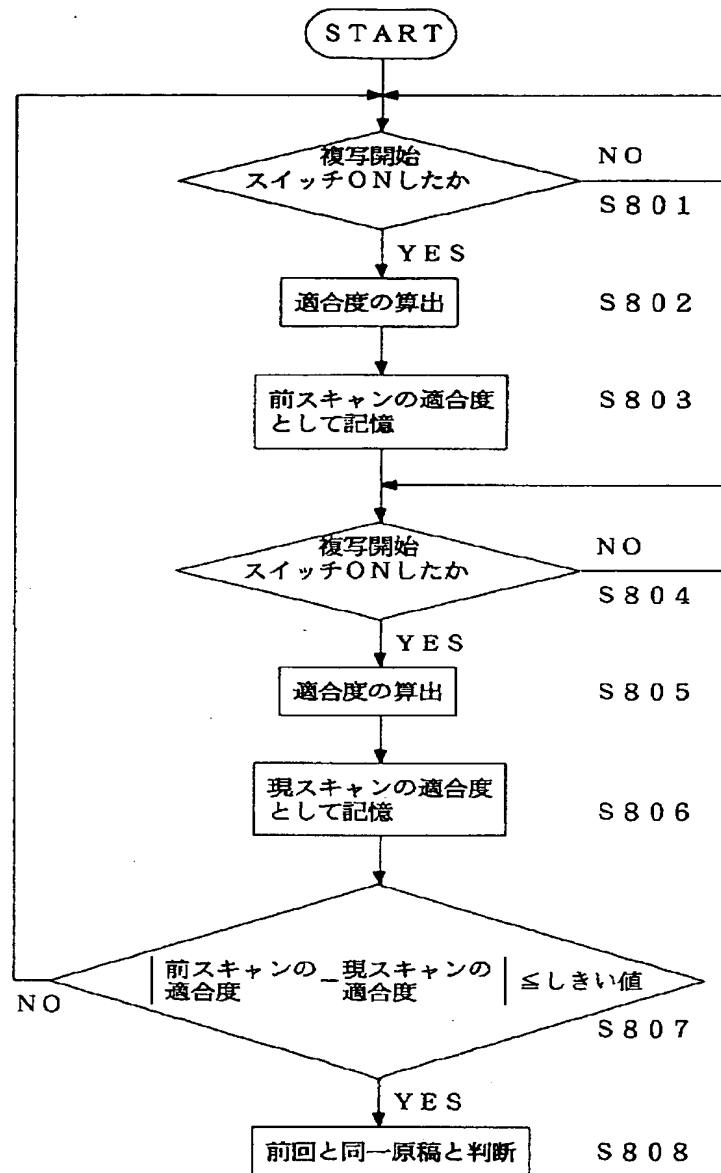 START
複写開始
スイッチONしたか
NO
S801
YES
適合度の算出
S802
前スキャンの適合度
として記憶
S803
複写開始
スイッチONしたか
NO
S804
YES
適合度の算出
S805
現スキャンの適合度
として記憶
S806
|前スキャンの適合度 − 現スキャンの適合度| ≦しきい値
NO
S807
YES
前回と同一原稿と判断
S808